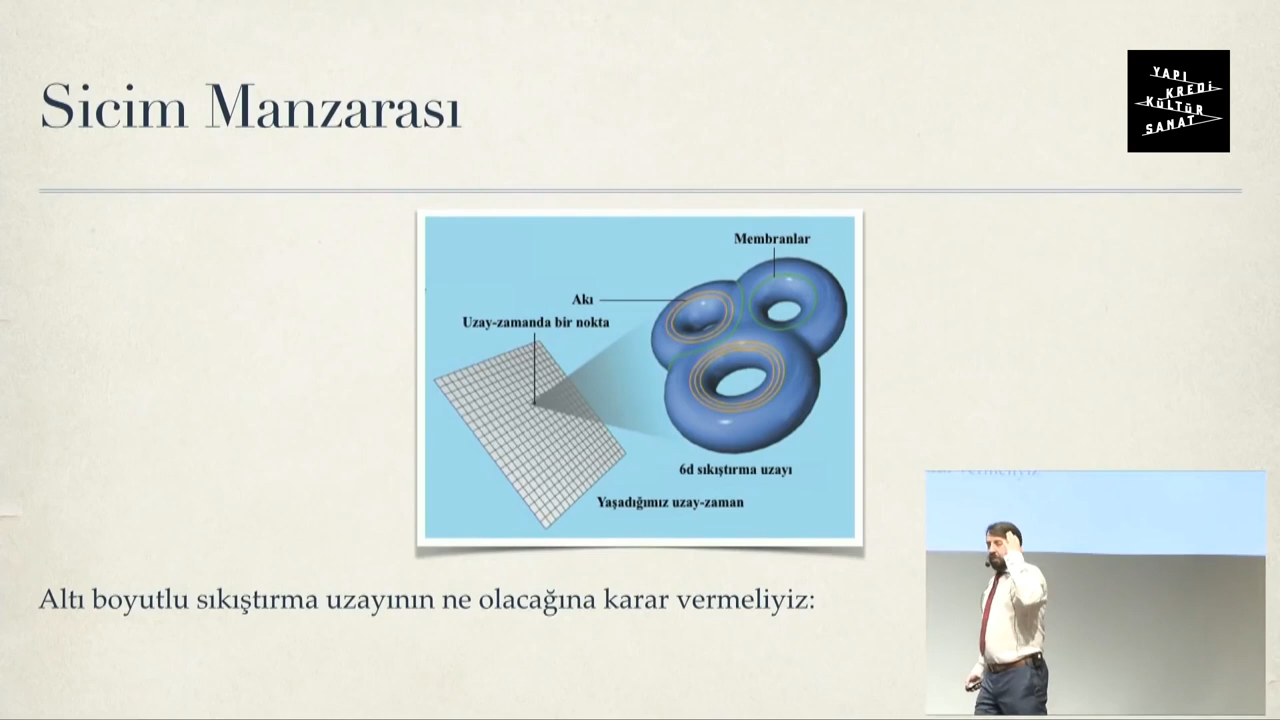 Sicim Manzarası
YAPI
KREDİ
KÜLTÜR
SANAT
Membranlar
Akı
Uzay-zamanda bir nokta
6d sıkıştırma uzayı
Yaşadığımız uzay-zaman
Altı boyutlu sıkıştırma uzayının ne olacağına karar vermeliyiz:
vermeliyiz